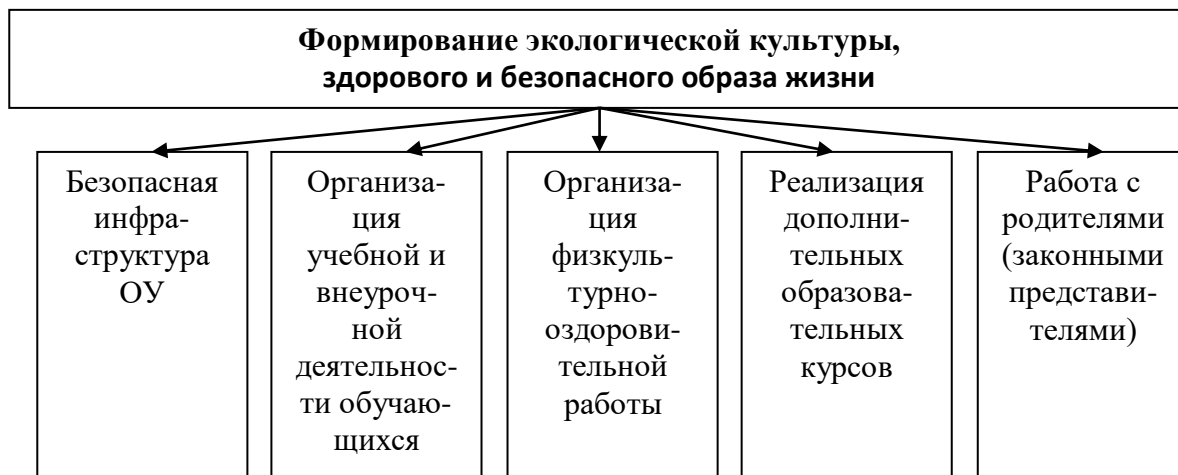 Формирование экологической культуры,
здорового и безопасного образа жизни
Безопасная
инфра-
структура
ОУ
Организа-
ция
учебной и
внеуроч-
ной
деятельнос-
ти обучаю-
щихся
Организа-
ция
физкуль-
турно-
оздорови-
тельной
работы
Реализация
дополни-
тельных
образова-
тельных
курсов
Работа с
родителями
(законными
представи-
телями)